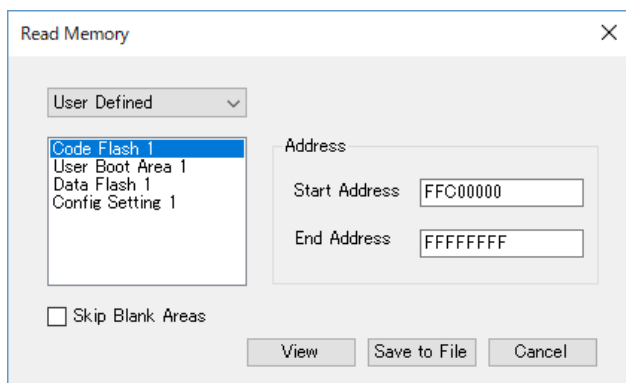 Read Memory
User Defined
Code Flash 1
User Boot Area 1
Data Flash 1
Config Setting 1
Address
Start Address FFC00000
End Address FFFFFFFF
Skip Blank Areas
View Save to File Cancel